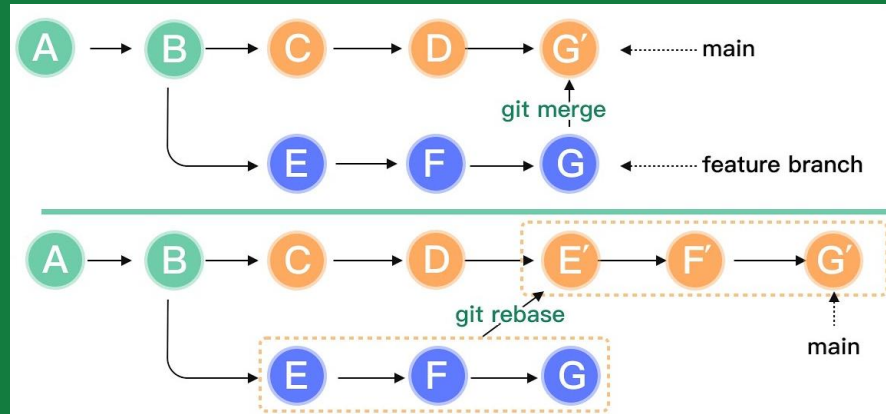 A B C D G′ main
git merge
E F G feature branch
A B C D E′ F′ G′
git rebase
main
E F G